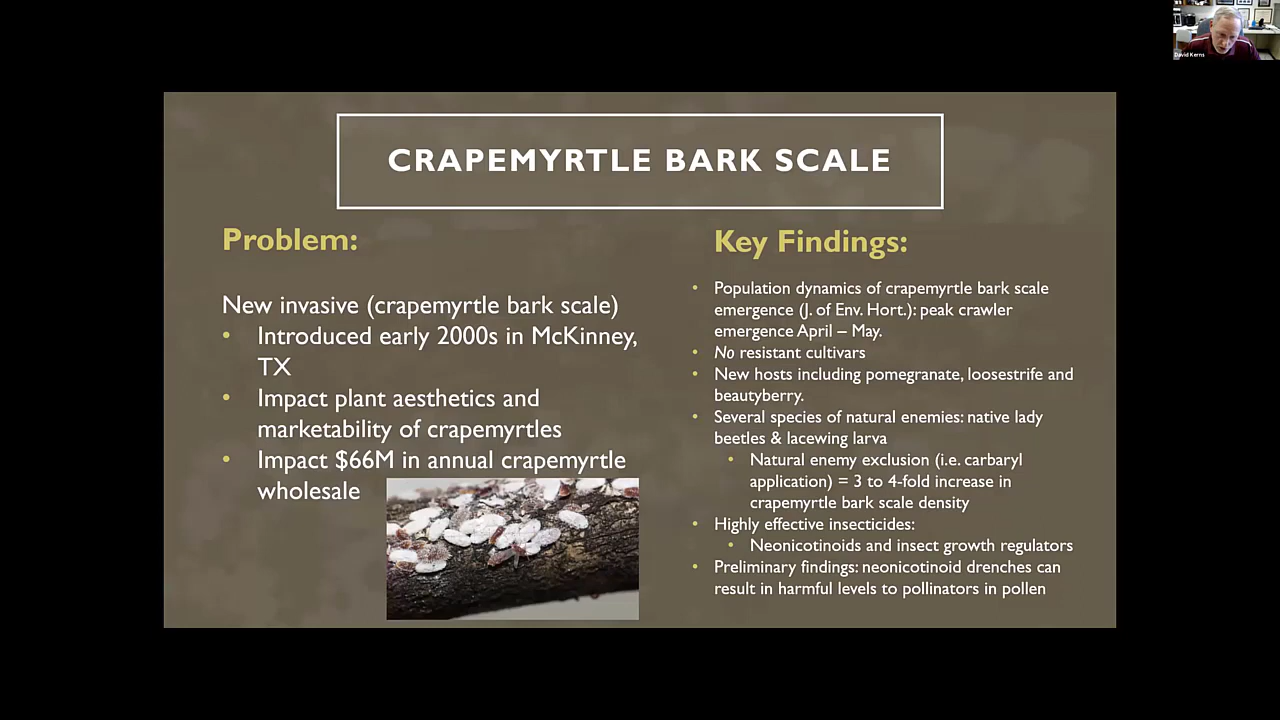 David Kerns
CRAPEMYRTLE BARK SCALE
Problem:
New invasive (crapemyrtle bark scale)
• Introduced early 2000s in McKinney,
TX
• Impact plant aesthetics and
marketability of crapemyrtles
• Impact $66M in annual crapemyrtle
wholesale
Key Findings:
• Population dynamics of crapemyrtle bark scale
emergence (J. of Env. Hort.): peak crawler
emergence April – May.
• No resistant cultivars
• New hosts including pomegranate, loosestrife and
beautyberry.
• Several species of natural enemies: native lady
beetles & lacewing larva
• Natural enemy exclusion (i.e. carbaryl
application) = 3 to 4-fold increase in
crapemyrtle bark scale density
• Highly effective insecticides:
• Neonicotinoids and insect growth regulators
• Preliminary findings: neonicotinoid drenches can
result in harmful levels to pollinators in pollen